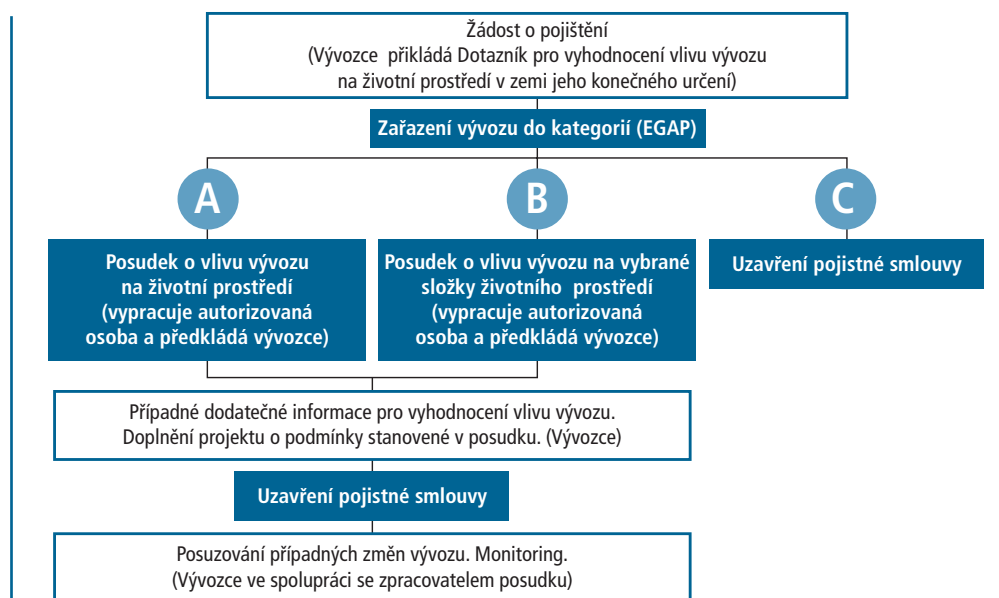 Žádost o pojištění
(Vývozce přikládá Dotazník pro vyhodnocení vlivu vývozu
na životní prostředí v zemi jeho konečného určení)
Zařazení vývozu do kategorií (EGAP)
A
B
C
Posudek o vlivu vývozu
na životní prostředí
(vypracuje autorizovaná
osoba a předkládá vývozce)
Posudek o vlivu vývozu na vybrané
složky životního prostředí
(vypracuje autorizovaná
osoba a předkládá vývozce)
Uzavření pojistné smlouvy
Případné dodatečné informace pro vyhodnocení vlivu vývozu.
Doplnění projektu o podmínky stanovené v posudku. (Vývozce)
Uzavření pojistné smlouvy
Posuzování případných změn vývozu. Monitoring.
(Vývozce ve spolupráci se zpracovatelem posudku)